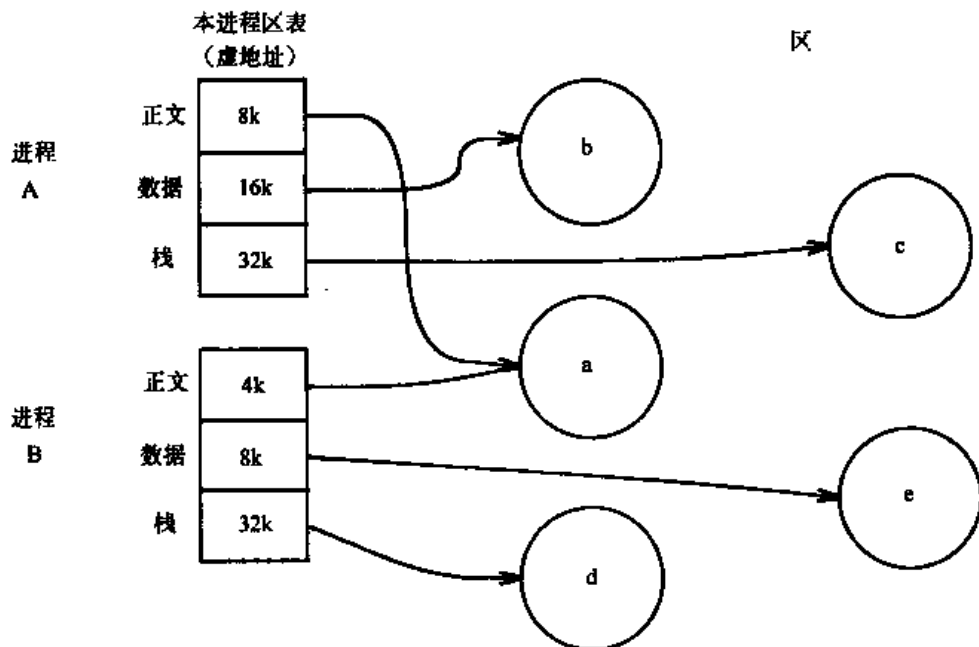 本进程区表
（虚地址）
区
进程
A
正文
8k
数据
16k
栈
32k
b
c
a
进程
B
正文
4k
数据
8k
栈
32k
e
d